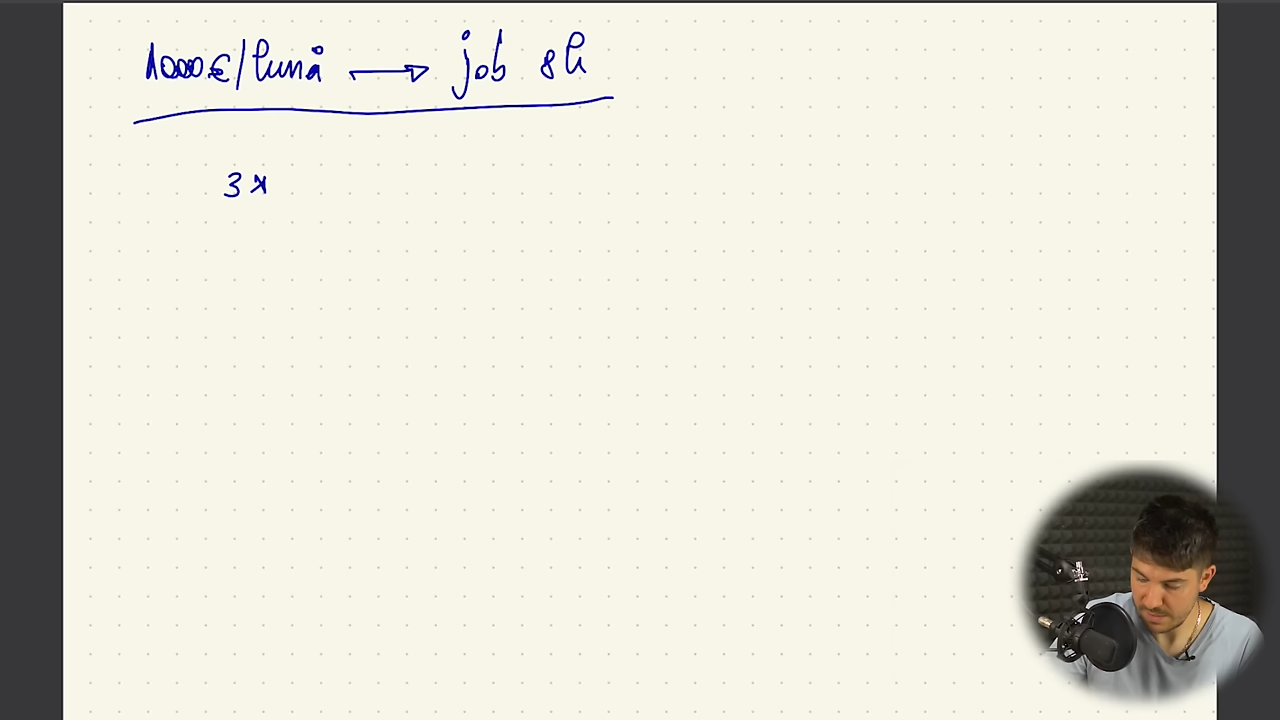 1000€/lună → job 8h
3 x